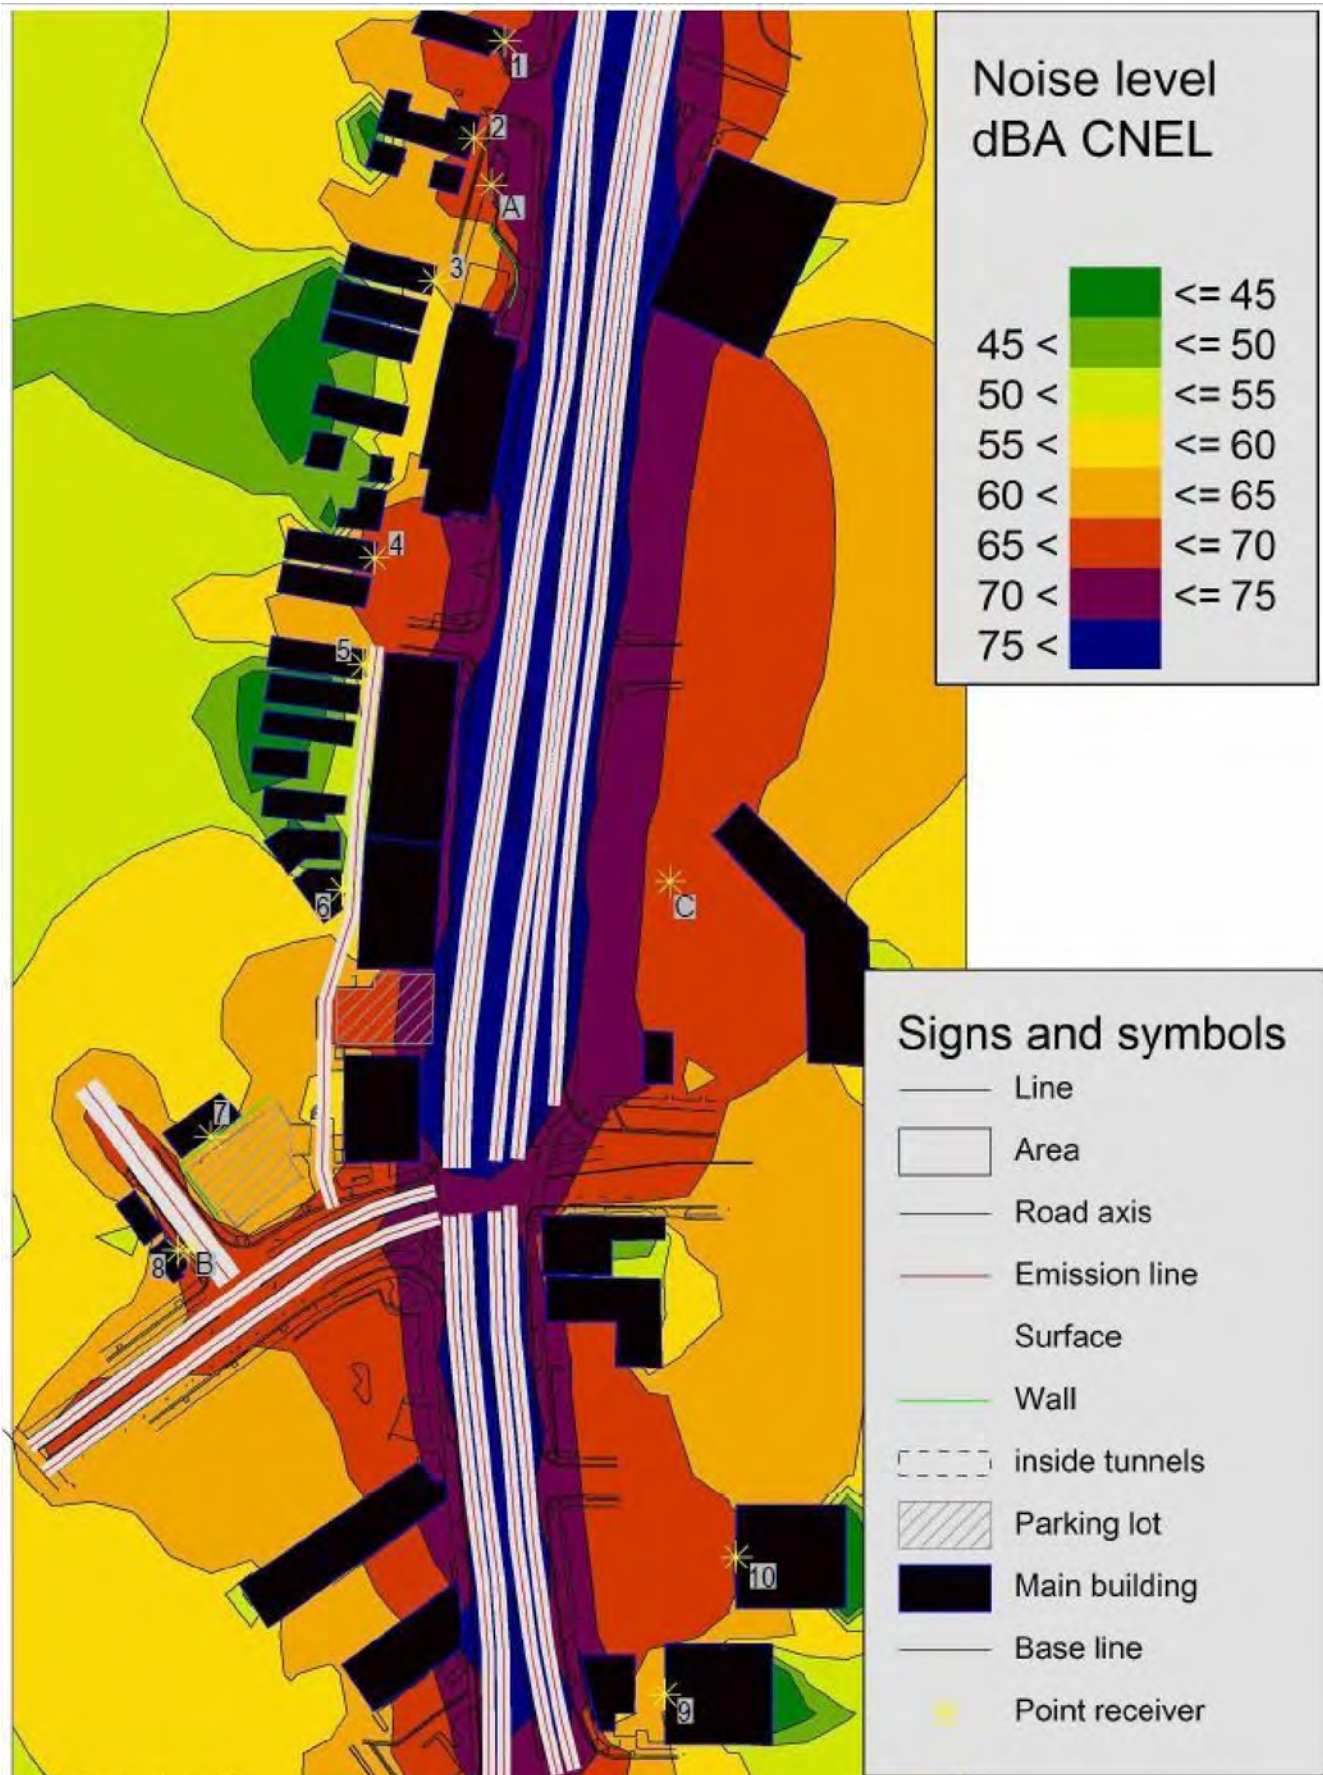 1
2
A
3
4
5
6
C
7
8
B
10
9
Noise level
dBA CNEL
<= 45
45 < <= 50
50 < <= 55
55 < <= 60
60 < <= 65
65 < <= 70
70 < <= 75
75 <
Signs and symbols
Line
Area
Road axis
Emission line
Surface
Wall
inside tunnels
Parking lot
Main building
Base line
Point receiver